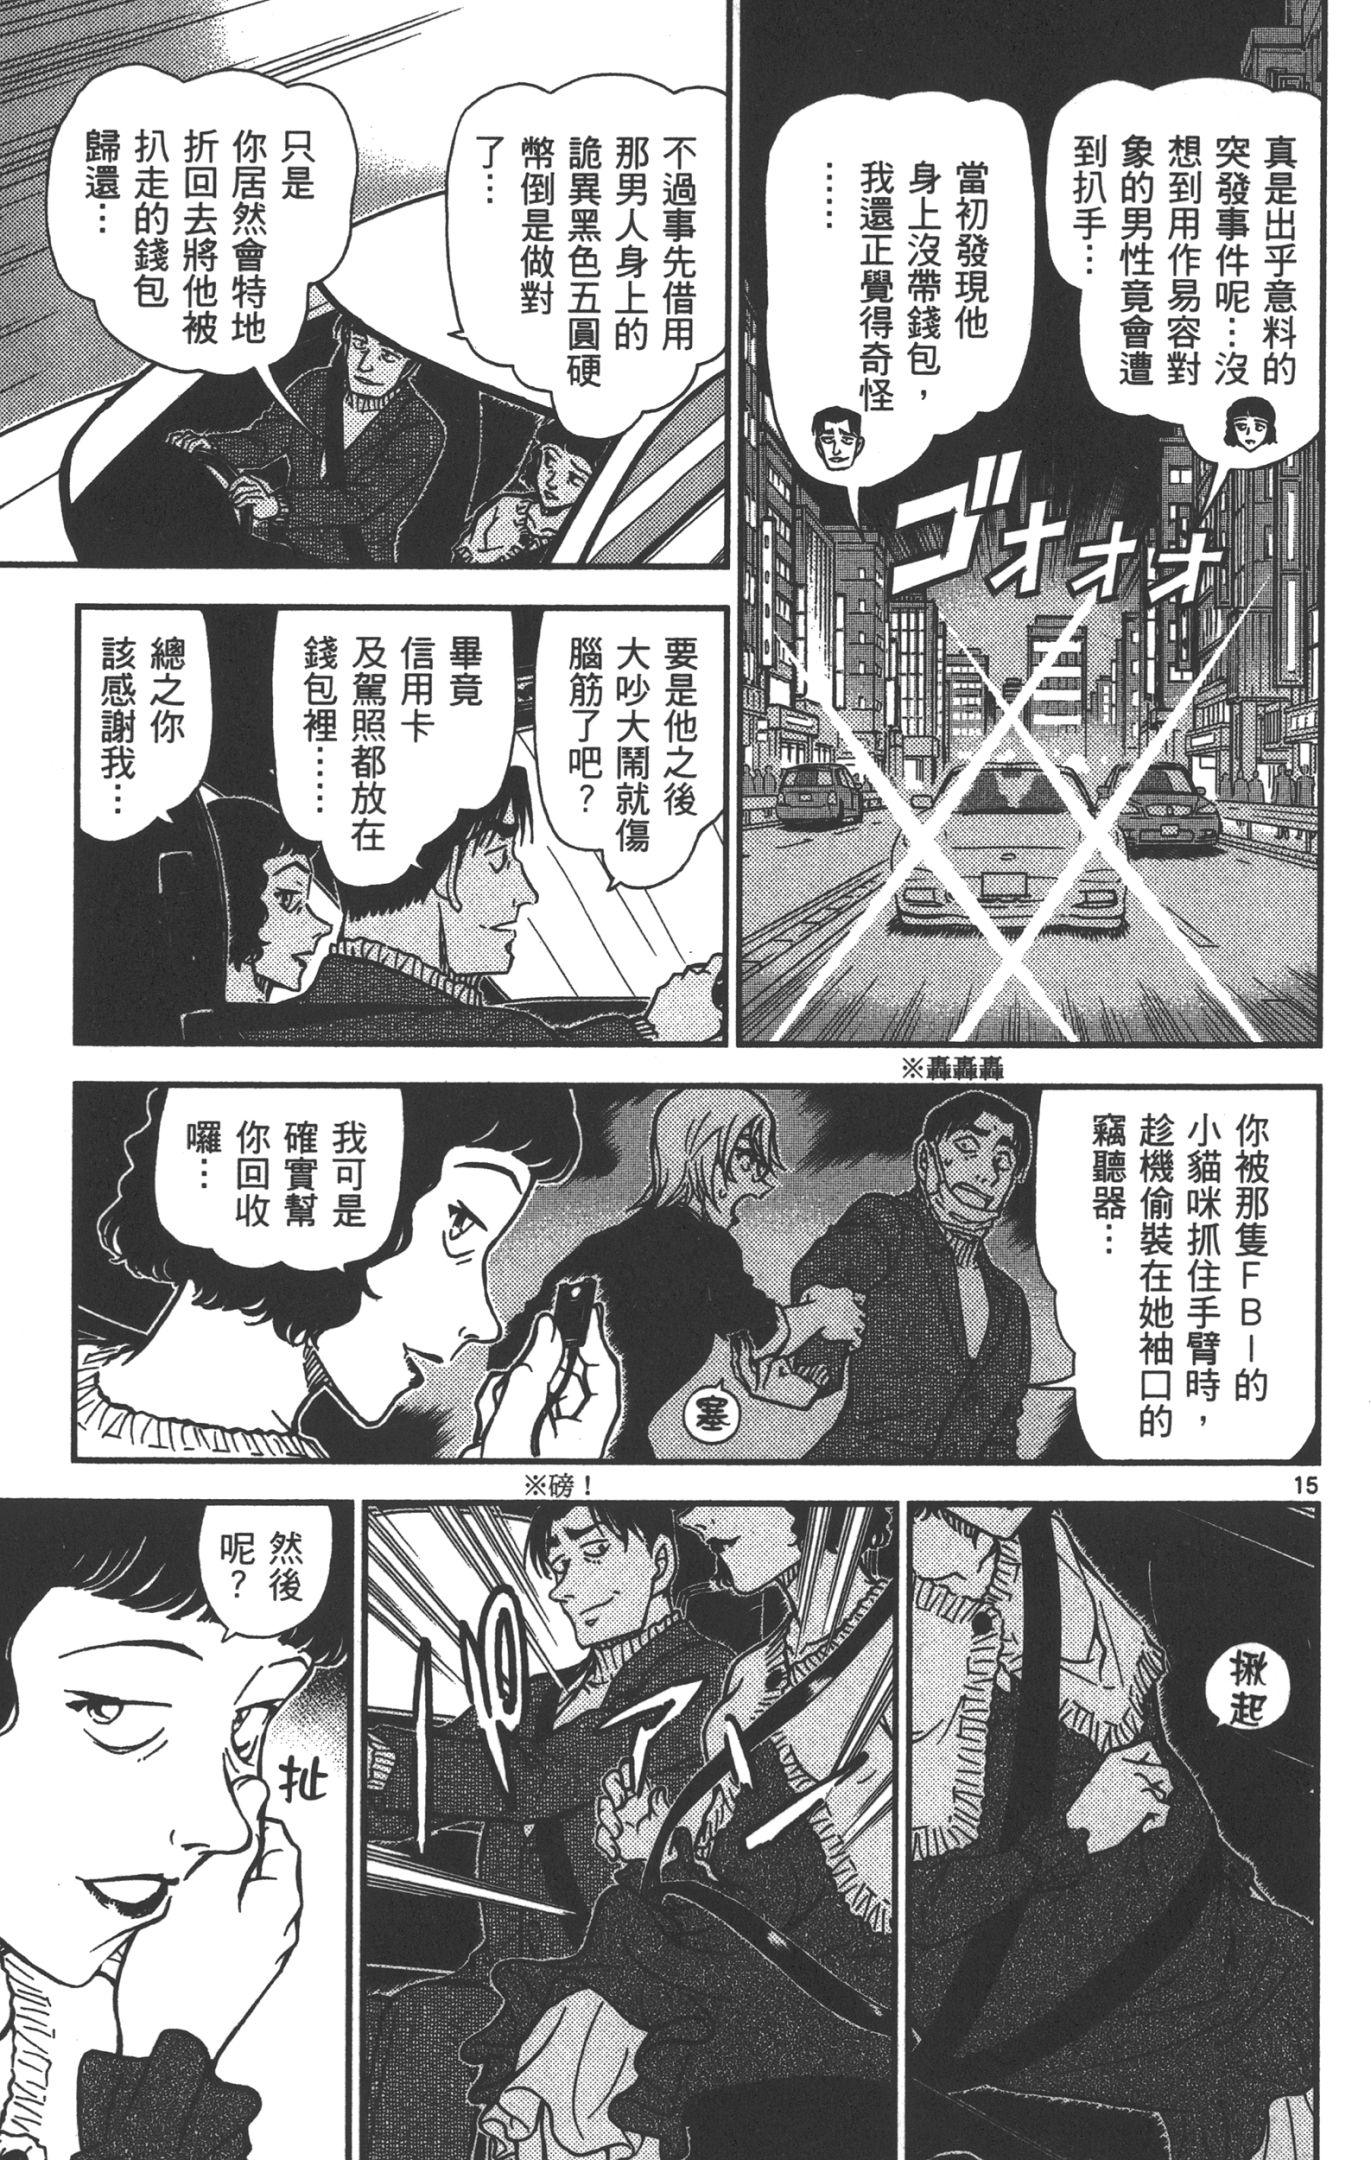 真是出乎意料的
突發事件呢…沒
想到用作易容對
象的男性竟會遭
到扒手…
當初發現他
身上沒帶錢包，
我還正覺得奇怪
……
ゴォォォ
※轟轟轟
不過事先借用
那男人身上的
詭異黑色五圓硬
幣倒是做對
了…
只是
你居然會特地
折回去將他被
扒走的錢包
歸還…
要是他之後
大吵大鬧就傷
腦筋了吧？
畢竟
信用卡
及駕照都放在
錢包裡……
總之你
該感謝我…
你被那隻FBI的
小貓咪抓住手臂時，
趁機偷裝在她袖口的
竊聽器…
塞
我可是
確實幫
你回收
囉…
15
揪起
※磅！
然後
呢？
扯